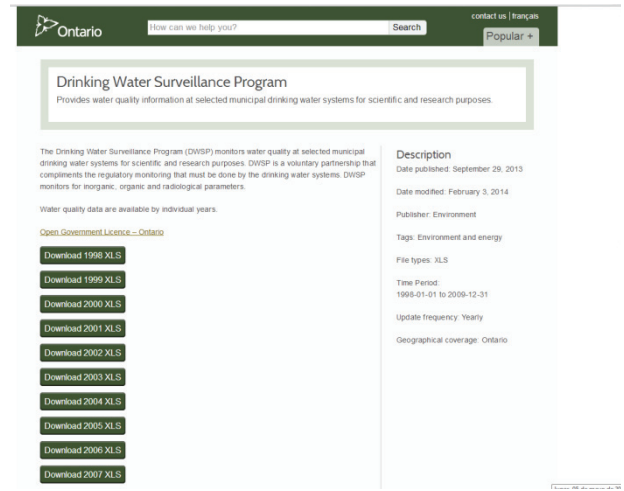 contact us | français
Ontario
How can we help you?
Search
Popular +
Drinking Water Surveillance Program
Provides water quality information at selected municipal drinking water systems for scientific and research purposes.
The Drinking Water Surveillance Program (DWSP) monitors water quality at selected municipal
drinking water systems for scientific and research purposes. DWSP is a voluntary partnership that
compliments the regulatory monitoring that must be done by the drinking water systems. DWSP
monitors for inorganic, organic and radiological parameters.
Water quality data are available by individual years.
Open Government Licence – Ontario
Download 1998 XLS
Download 1999 XLS
Download 2000 XLS
Download 2001 XLS
Download 2002 XLS
Download 2003 XLS
Download 2004 XLS
Download 2005 XLS
Download 2006 XLS
Download 2007 XLS
Description
Date published: September 29, 2013
Date modified: February 3, 2014
Publisher: Environment
Tags: Environment and energy
File types: XLS
Time Period:
1998-01-01 to 2009-12-31
Update frequency: Yearly
Geographical coverage: Ontario